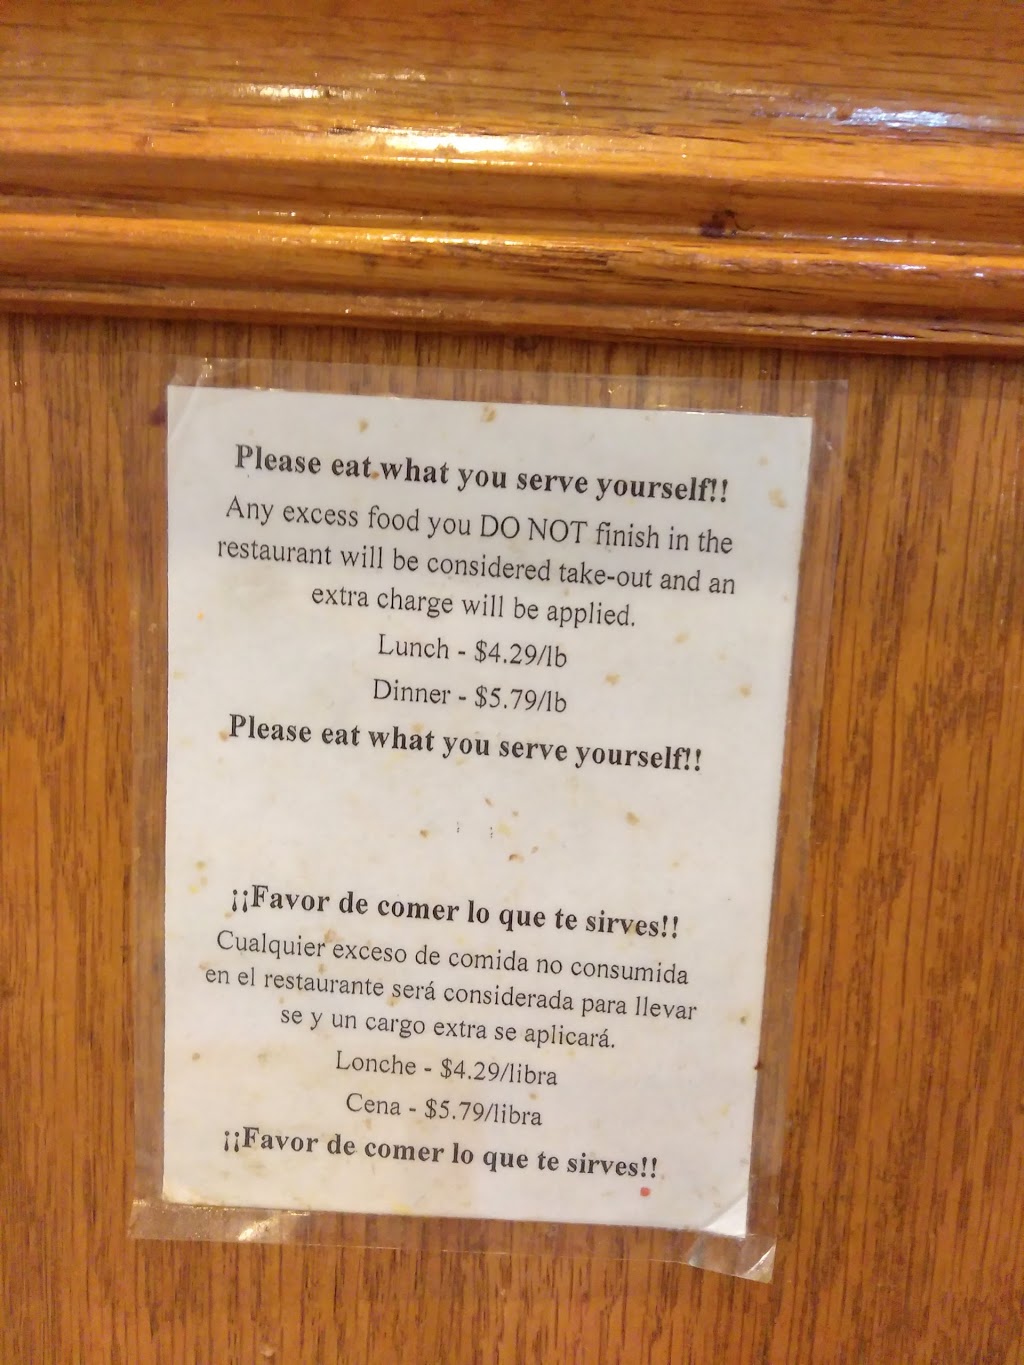 Please eat what you serve yourself!!
Any excess food you DO NOT finish in the
restaurant will be considered take-out and an
extra charge will be applied.
Lunch - $4.29/lb
Dinner - $5.79/lb
Please eat what you serve yourself!!
¡¡Favor de comer lo que te sirves!!
Cualquier exceso de comida no consumida
en el restaurante será considerada para llevar
se y un cargo extra se aplicará.
Lonche - $4.29/libra
Cena - $5.79/libra
¡¡Favor de comer lo que te sirves!!